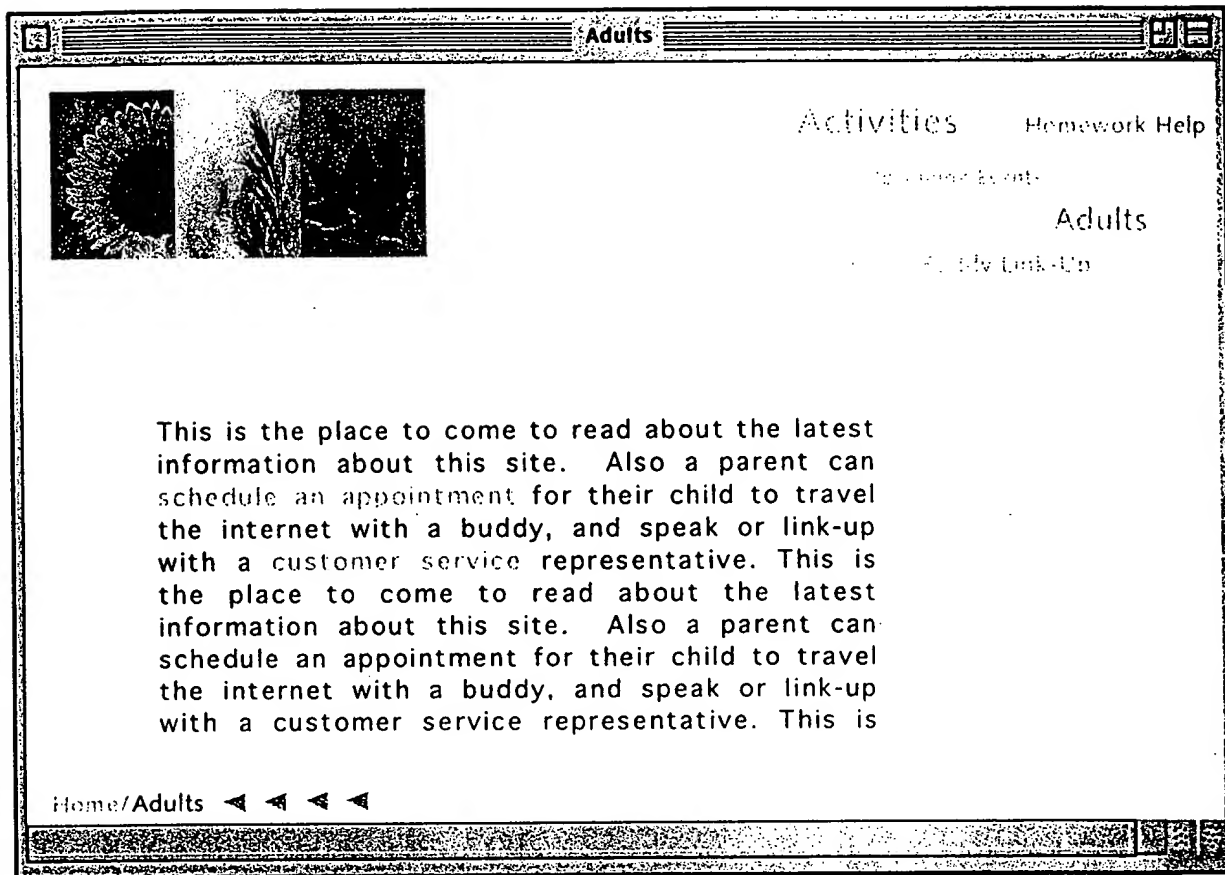 Adults
Activities Homework Help
Events
Adults
Link-Up
This is the place to come to read about the latest
information about this site. Also a parent can
schedule an appointment for their child to travel
the internet with a buddy, and speak or link-up
with a customer service representative. This is
the place to come to read about the latest
information about this site. Also a parent can
schedule an appointment for their child to travel
the internet with a buddy, and speak or link-up
with a customer service representative. This is
Home/Adults